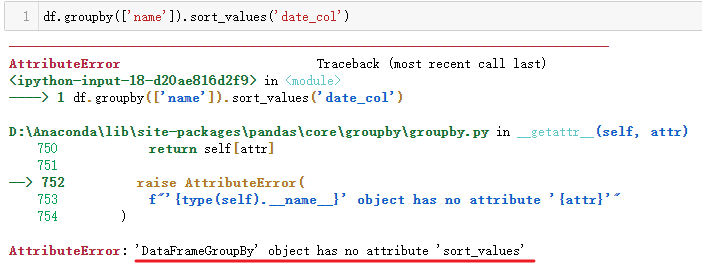 1 df.groupby(['name']).sort_values('date_col')
AttributeError Traceback (most recent call last)
<ipython-input-18-d20ae816d2f9> in <module>
----> 1 df.groupby(['name']).sort_values('date_col')
D:\Anaconda\lib\site-packages\pandas\core\groupby\groupby.py in __getattr__(self, attr)
750 return self[attr]
751
--> 752 raise AttributeError(
753 f"'{type(self).__name__}' object has no attribute '{attr}'"
754 )
AttributeError: 'DataFrameGroupBy' object has no attribute 'sort_values'